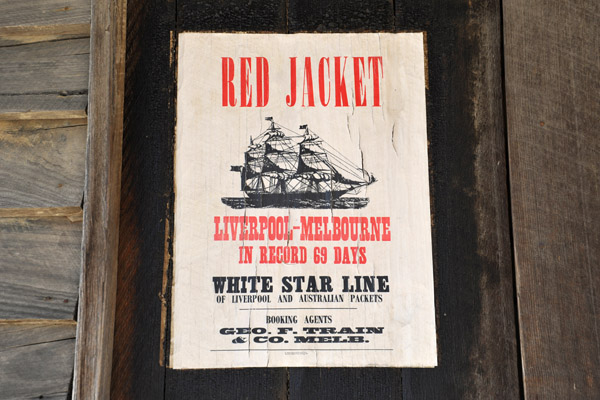 RED JACKET
LIVERPOOL-MELBOURNE
IN RECORD 69 DAYS
WHITE STAR LINE
OF LIVERPOOL AND AUSTRALIAN PACKETS
BOOKING AGENTS
GEO. F. TRAIN
& CO. MELB.